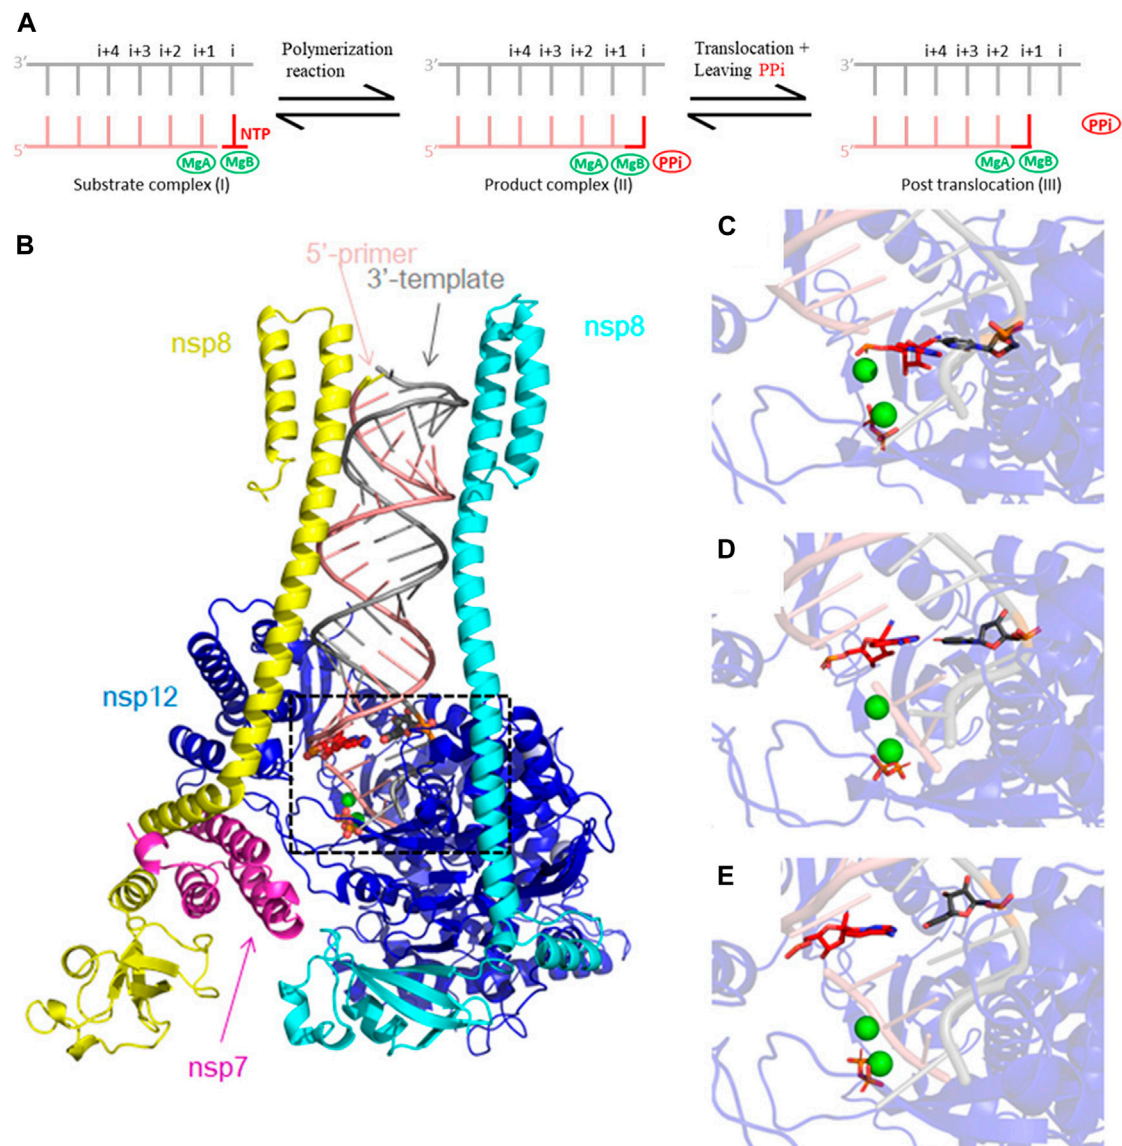 A
i+4 i+3 i+2 i+1 i
3′
NTP
5′
MgA MgB
Substrate complex (I)
Polymerization
reaction
i+4 i+3 i+2 i+1 i
3′
5′
MgA MgB PPi
Product complex (II)
Translocation +
Leaving PPi
i+4 i+3 i+2 i+1 i
3′
PPi
5′
MgA MgB
Post translocation (III)
B
5’-primer
3’-template
nsp8
nsp8
nsp12
nsp7
C
D
E